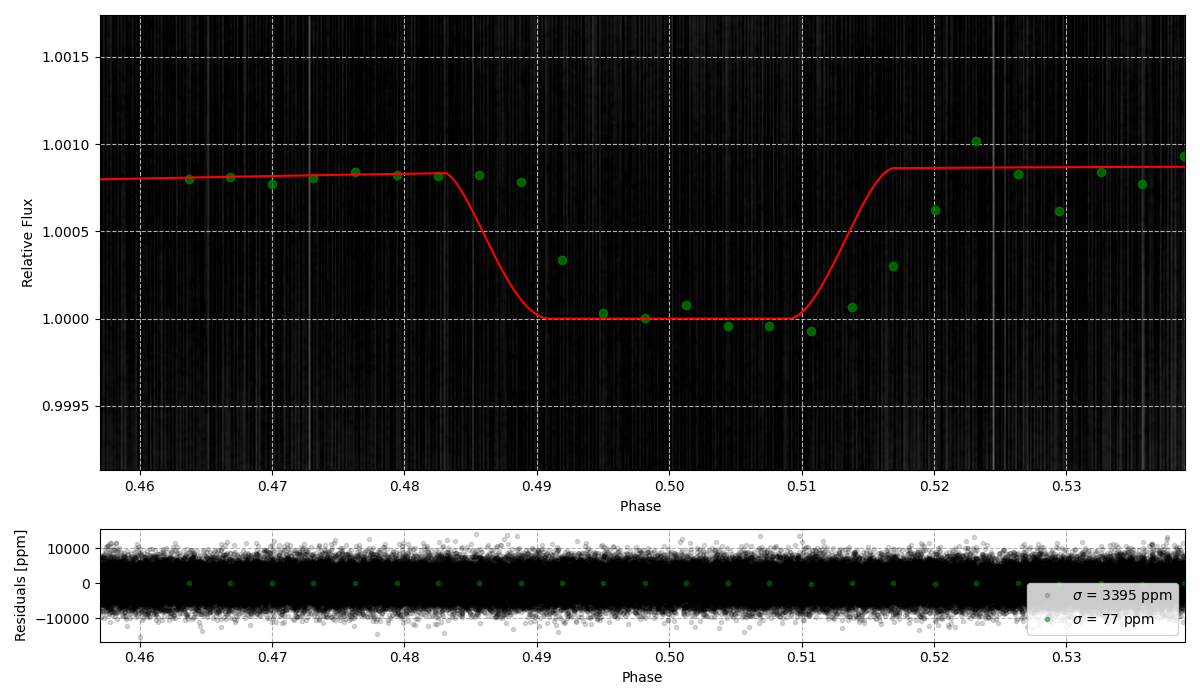 1.0015
1.0010
1.0005
1.0000
0.9995
Relative Flux
0.46 0.47 0.48 0.49 0.50 0.51 0.52 0.53
Phase
10000
0
−10000
Residuals [ppm]
σ = 3395 ppm
σ = 77 ppm
0.46 0.47 0.48 0.49 0.50 0.51 0.52 0.53
Phase